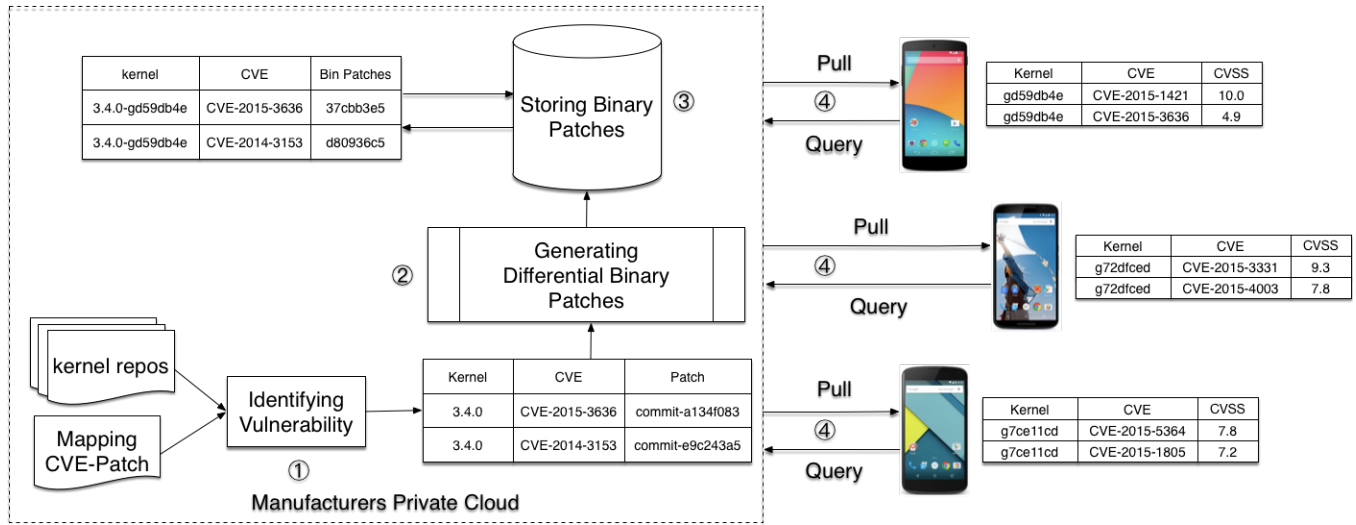 kernel CVE Bin Patches
3.4.0-gd59db4e CVE-2015-3636 37cbb3e5
3.4.0-gd59db4e CVE-2014-3153 d80936c5
Storing Binary
Patches
③
Pull
④
Query
Kernel CVE CVSS
gd59db4e CVE-2015-1421 10.0
gd59db4e CVE-2015-3636 4.9
②
Generating
Differential Binary
Patches
Pull
④
Query
Kernel CVE CVSS
g72dfced CVE-2015-3331 9.3
g72dfced CVE-2015-4003 7.8
kernel repos
Mapping
CVE-Patch
Identifying
Vulnerability
①
Kernel CVE Patch
3.4.0 CVE-2015-3636 commit-a134f083
3.4.0 CVE-2014-3153 commit-e9c243a5
Pull
④
Query
Kernel CVE CVSS
g7ce11cd CVE-2015-5364 7.8
g7ce11cd CVE-2015-1805 7.2
Manufacturers Private Cloud